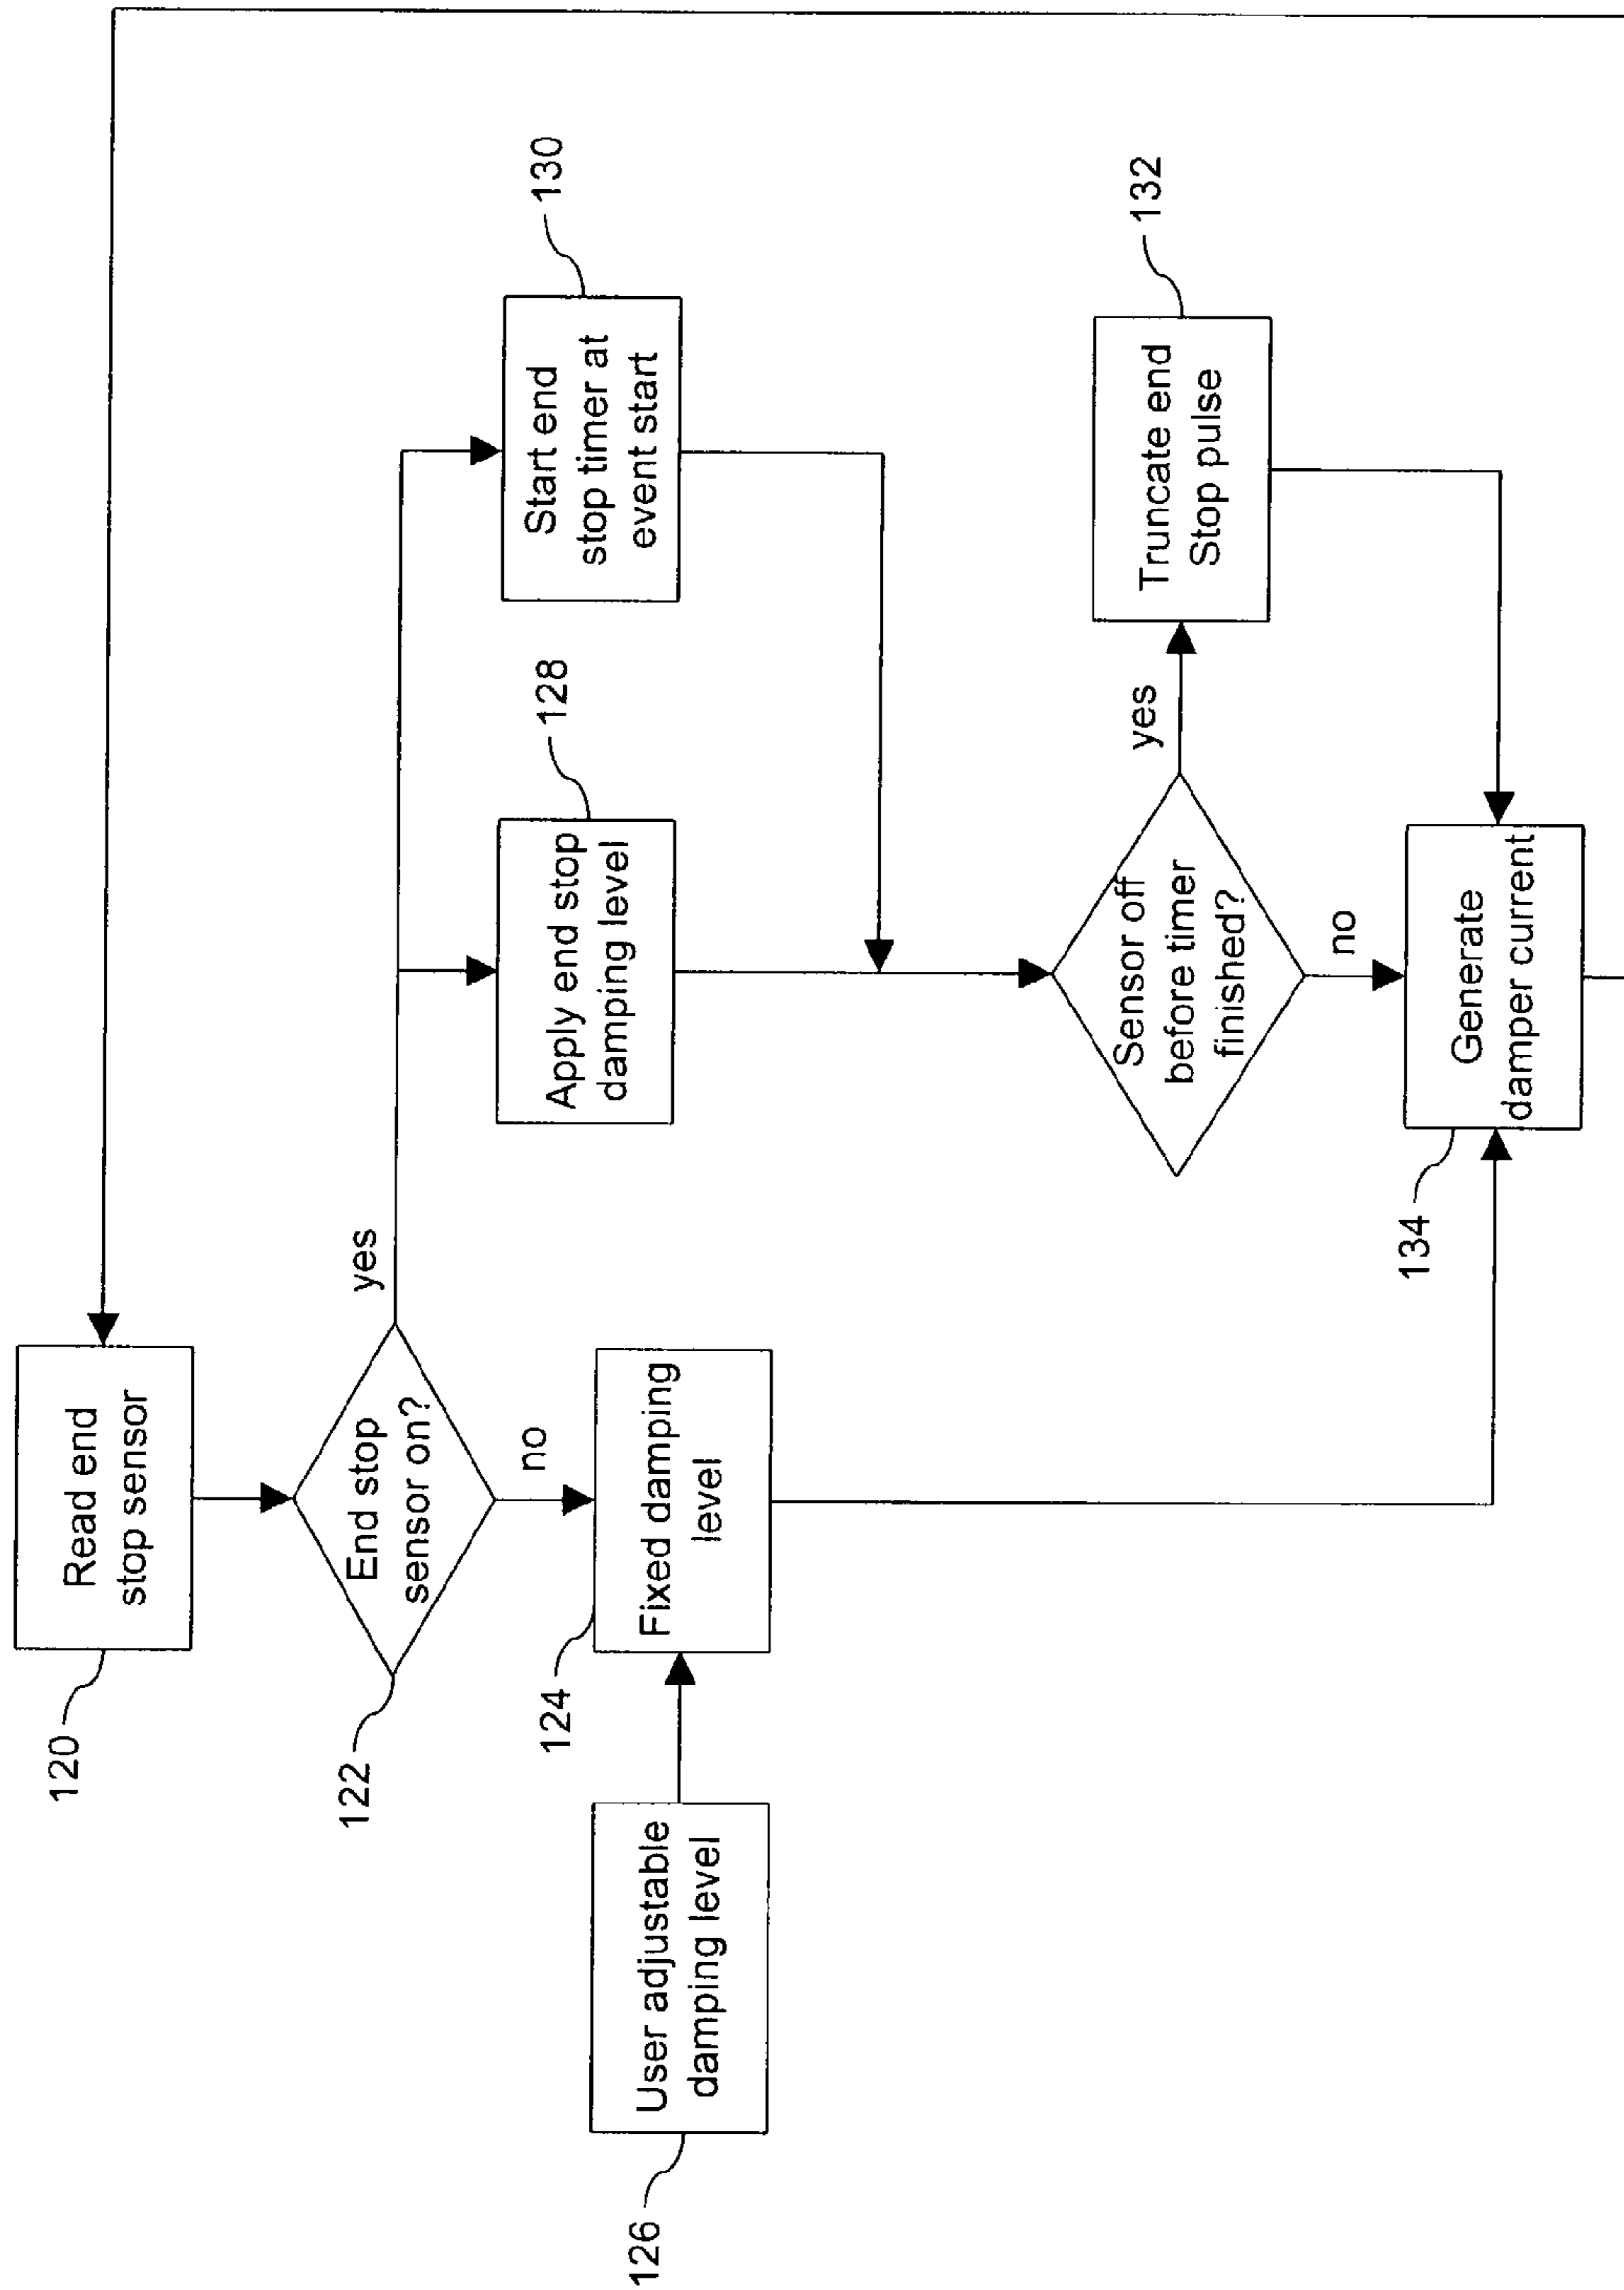 Read end
stop sensor
120
End stop
sensor on?
122
yes
no
Fixed damping
level
124
User adjustable
damping level
126
Apply end stop
damping level
128
Start end
stop timer at
event start
130
Sensor off
before timer
finished?
yes
no
Truncate end
Stop pulse
132
Generate
damper current
134